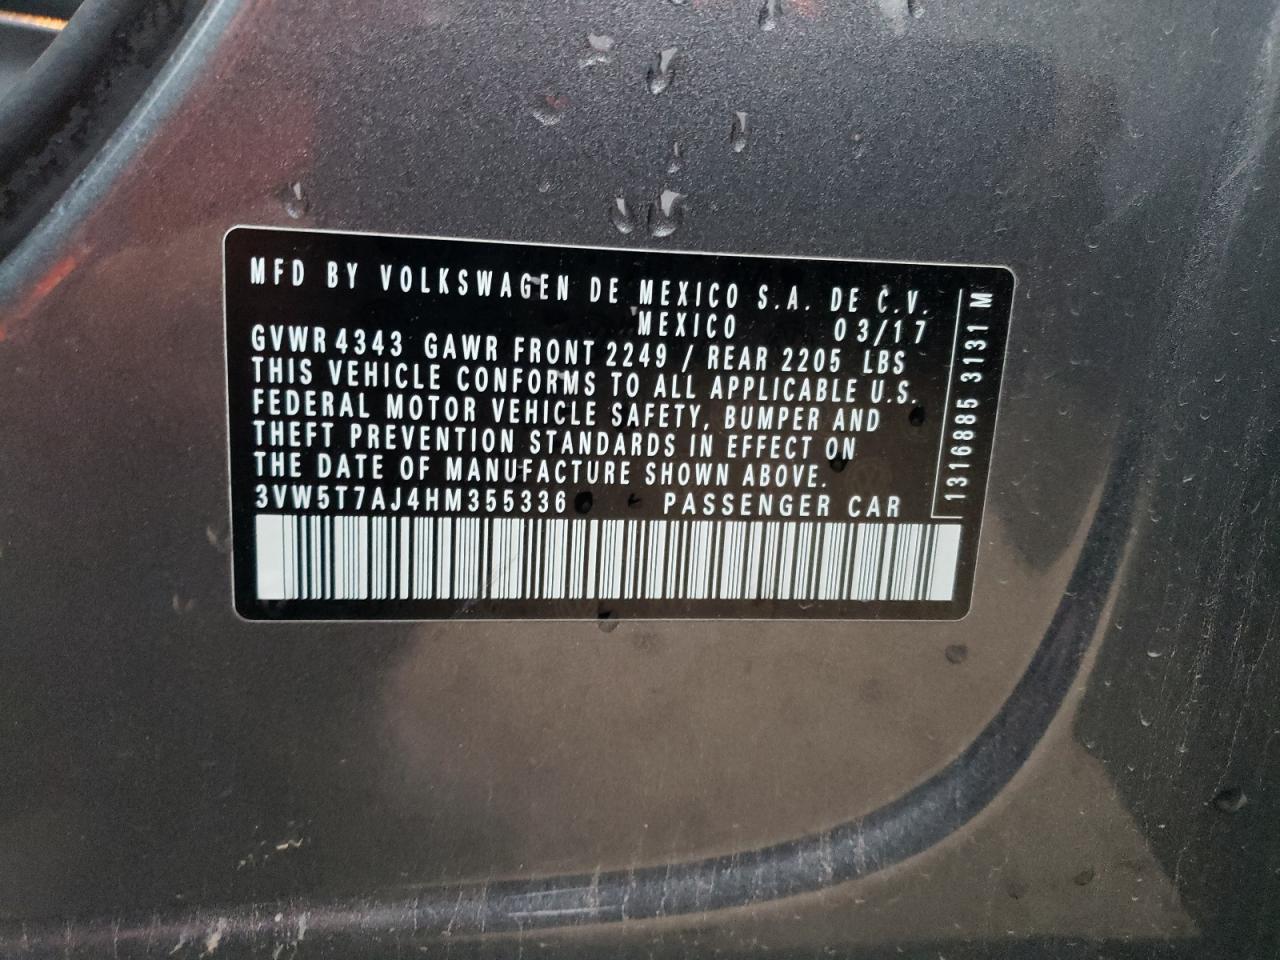 MFD BY VOLKSWAGEN DE MEXICO S.A. DE C.V.
MEXICO 03/17
GVWR 4343 GAWR FRONT 2249 / REAR 2205 LBS
THIS VEHICLE CONFORMS TO ALL APPLICABLE U.S.
FEDERAL MOTOR VEHICLE SAFETY, BUMPER AND
THEFT PREVENTION STANDARDS IN EFFECT ON
THE DATE OF MANUFACTURE SHOWN ABOVE.
3VW5T7AJ4HM355336 PASSENGER CAR
1316885 3131 M